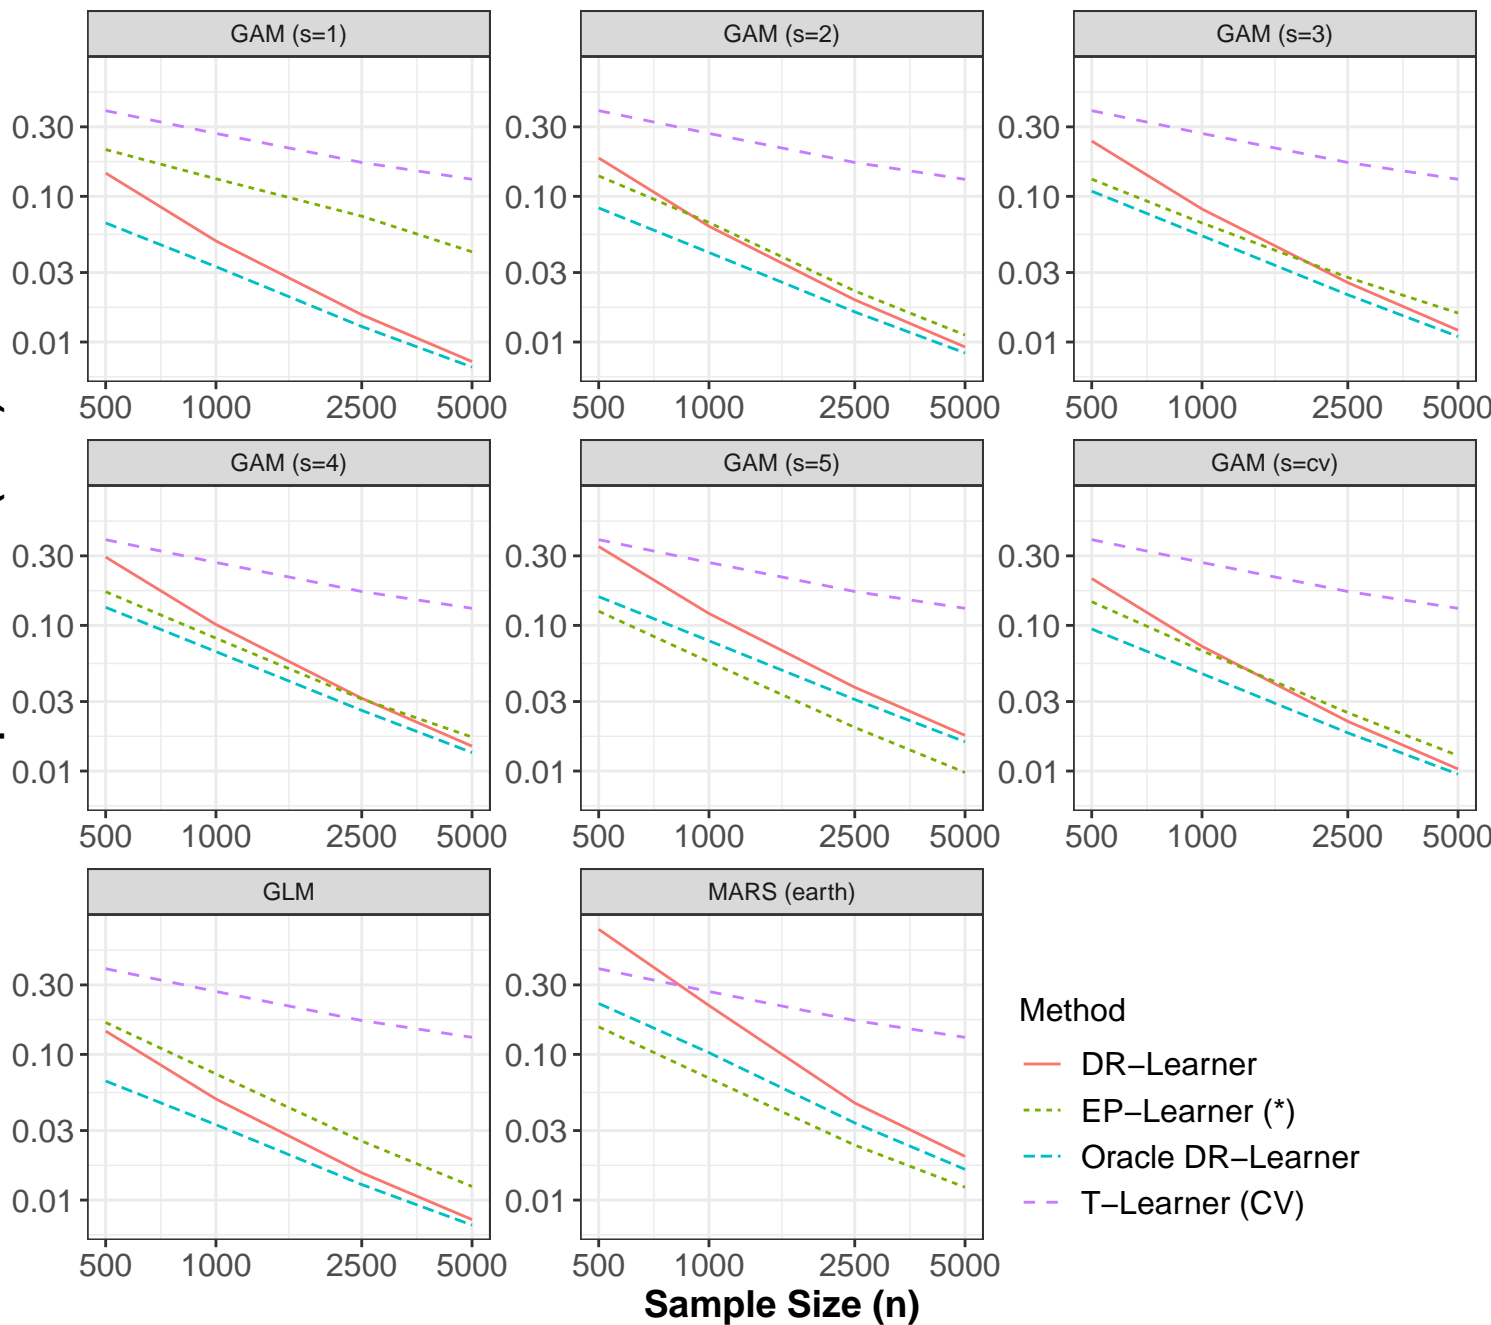 GAM (s=1) GAM (s=2) GAM (s=3)
0.30 0.30 0.30
0.10 0.10 0.10
0.03 0.03 0.03
0.01 0.01 0.01
500 1000 2500 5000 500 1000 2500 5000 500 1000 2500 5000
GAM (s=4) GAM (s=5) GAM (s=cv)
0.30 0.30 0.30
0.10 0.10 0.10
0.03 0.03 0.03
0.01 0.01 0.01
500 1000 2500 5000 500 1000 2500 5000 500 1000 2500 5000
GLM MARS (earth)
0.30 0.30
0.10 0.10
0.03 0.03
0.01 0.01
500 1000 2500 5000 500 1000 2500 5000
Sample Size (n)
Method
DR−Learner
EP−Learner (*)
Oracle DR−Learner
T−Learner (CV)